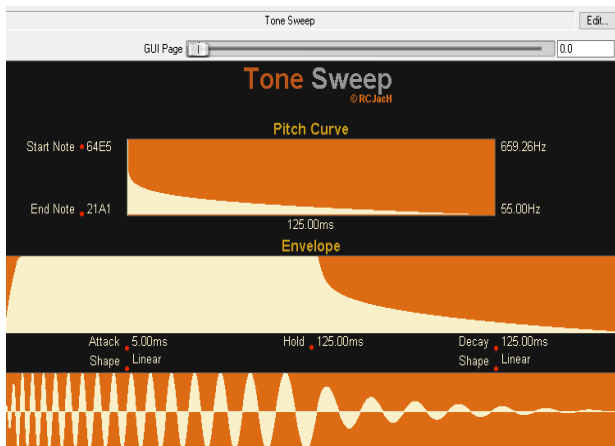 Tone Sweep Edit...
GUI Page 0.0
Tone Sweep
© RCJacH
Pitch Curve
Start Note 64E5 659.26Hz
End Note 21A1 55.00Hz
125.00ms
Envelope
Attack 5.00ms Hold 125.00ms Decay 125.00ms
Shape Linear Shape Linear